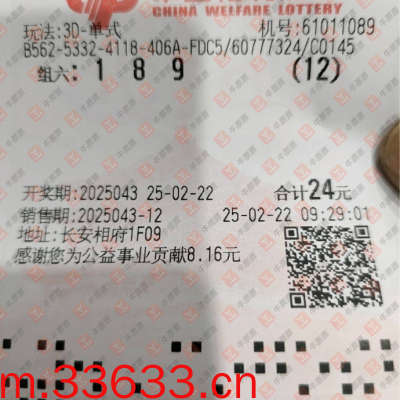 CHINA WELFARE LOTTERY
玩法:3D-单式 机号:61011089
B562-5332-4118-406A-FDC5/60777324/C0145
组六: 1 8 9 (12)
开奖期:2025043 25-02-22 合计24元
销售期:2025043-12 25-02-22 09:29:01
地址:长安相府1F09
感谢您为公益事业贡献8.16元
m.33633.cn